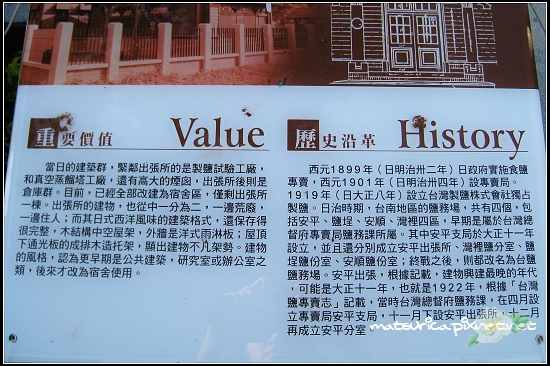 重要價值 Value
當日的建築群，緊鄰出張所的是製鹽試驗工廠，
和真空蒸餾塔工廠，還有高大的煙囪，出張所後則是
倉庫群。目前，已經全部改建為宿舍區，僅剩出張所
一棟。出張所的建物，也從中一分為二，一邊荒廢，
一邊住人；而其日式西洋風味的建築格式，還保存得
很完整，木結構中空屋架，外牆是洋式雨淋板；屋頂
下通光板的成排木造托架，顯出建物不凡架勢。建物
的風格，認為更早期是公共建築，研究室或辦公室之
類，後來才改為宿舍使用。
歷史沿革 History
西元1899年（日明治卅二年）日政府實施食鹽
專賣，西元1901年（日明治卅四年）設專賣局。
1919年（日大正八年）設立台灣製鹽株式會社獨占
製鹽。日治時期，台南地區的鹽務場，共有四個，包
括安平、鹽埕、安順、灣裡四區，早期是屬於台灣總
督府專賣局鹽務課所屬。其中安平支局於大正十一年
設立，並且還分別成立安平出張所、灣裡鹽分室、鹽
埕鹽份室、安順鹽份室；終戰之後，則都改名為台鹽
鹽務場。安平出張，根據記載，建物興建最晚的年代
，可能是大正十一年，也就是1922年，根據「台灣
鹽專賣志」記載，當時台灣總督府鹽務課，在四月設
立專賣局安平支局，十一月下設安平出張所，十二月
再成立安平分室
matsurica.pixnet.net